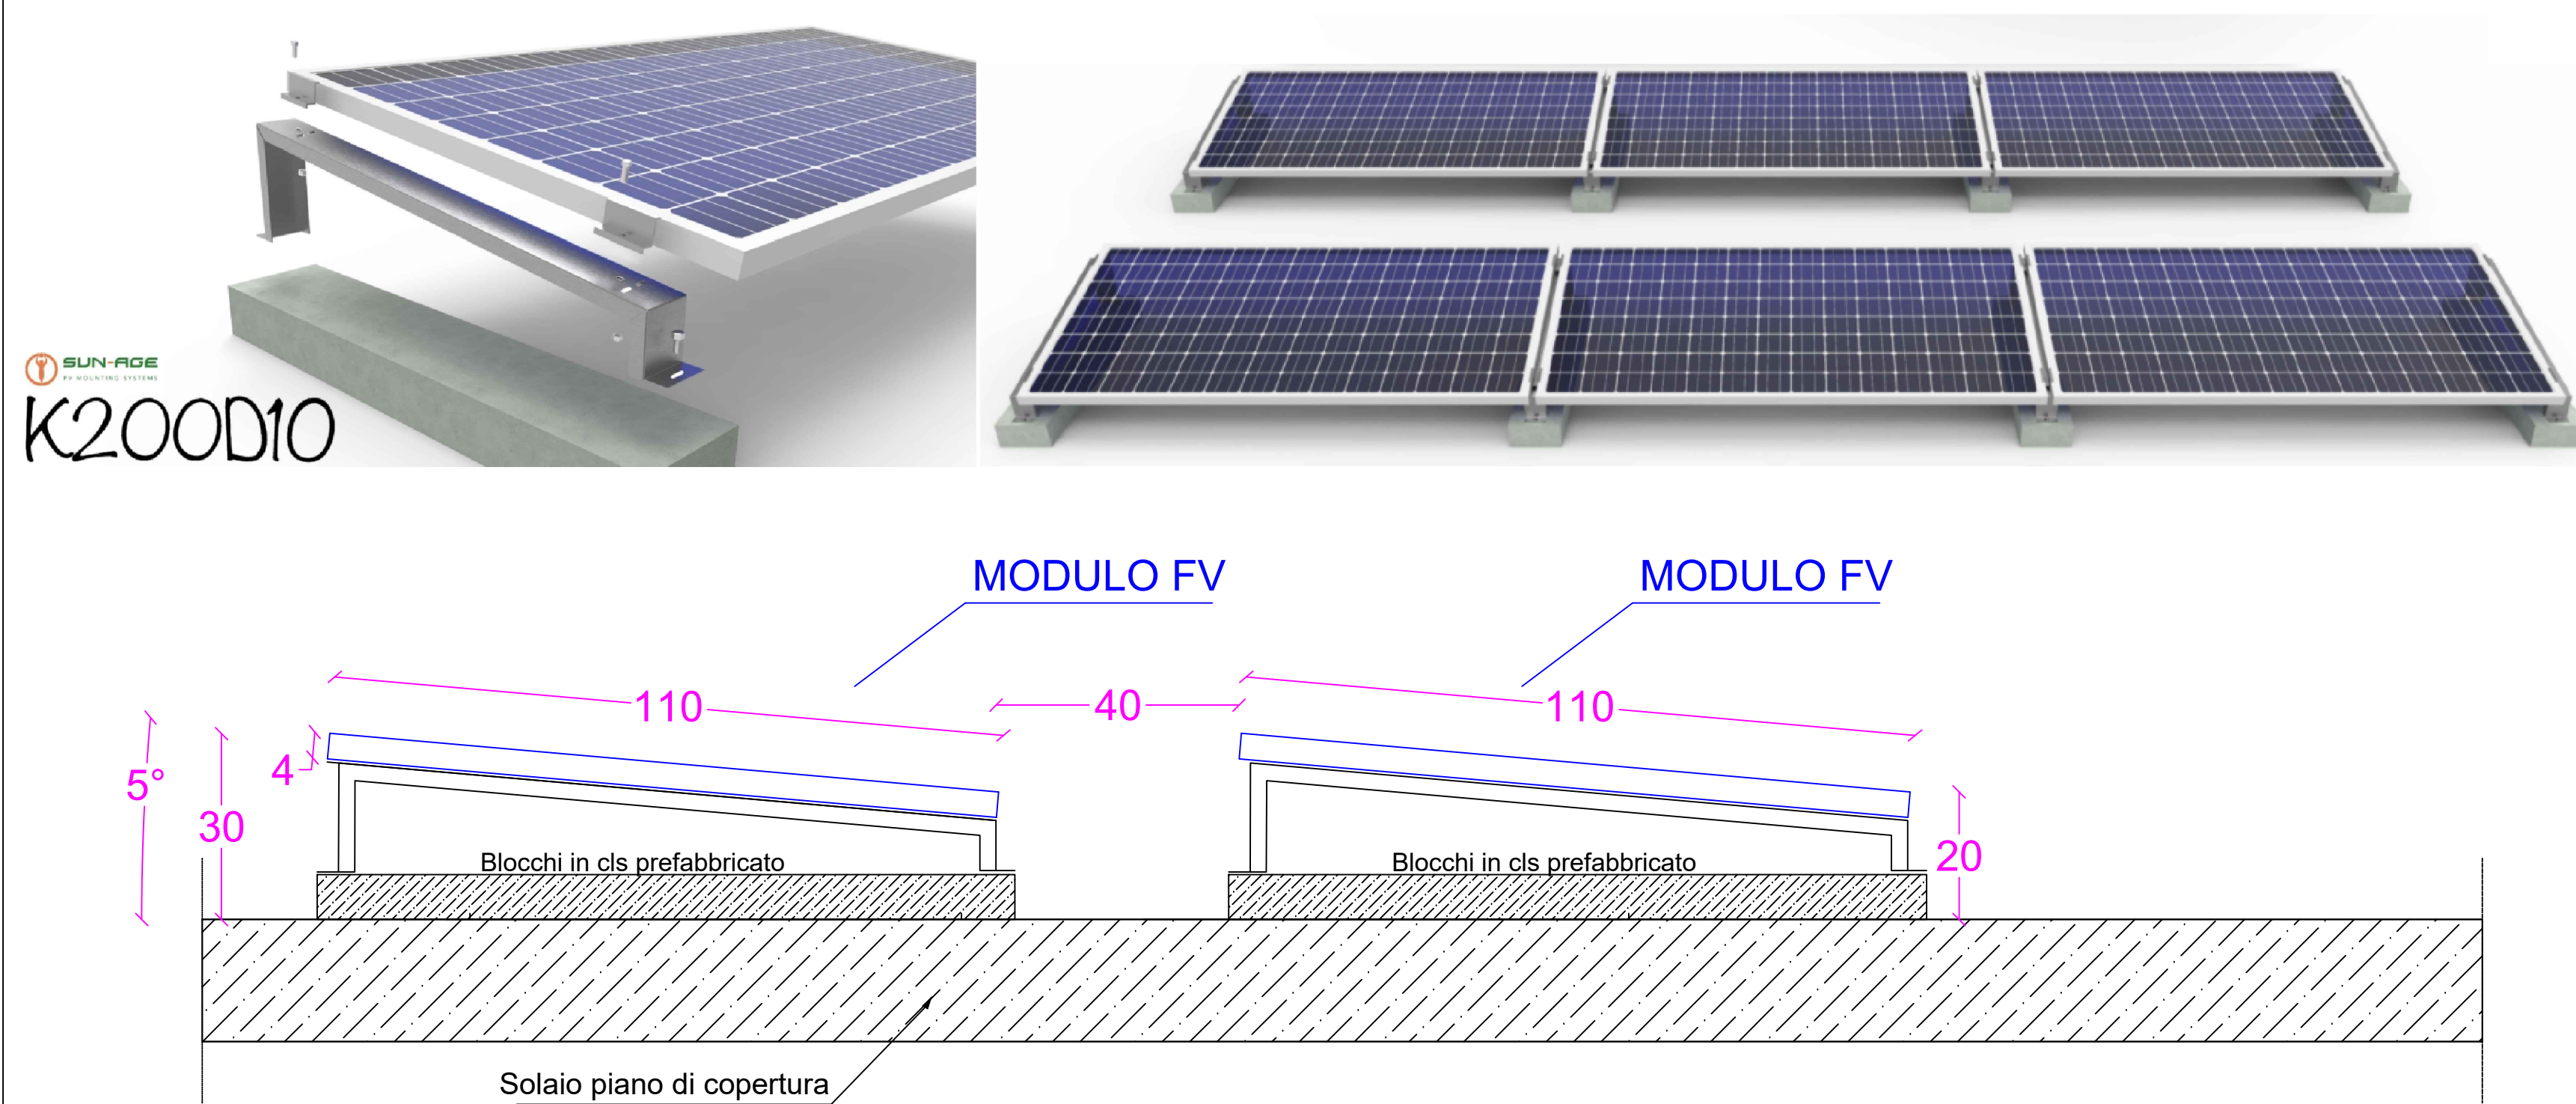 SUN-AGE
PV MOUNTING SYSTEMS
K200D10
MODULO FV
MODULO FV
110
40
110
4
5°
30
20
Blocchi in cls prefabbricato
Blocchi in cls prefabbricato
Solaio piano di copertura